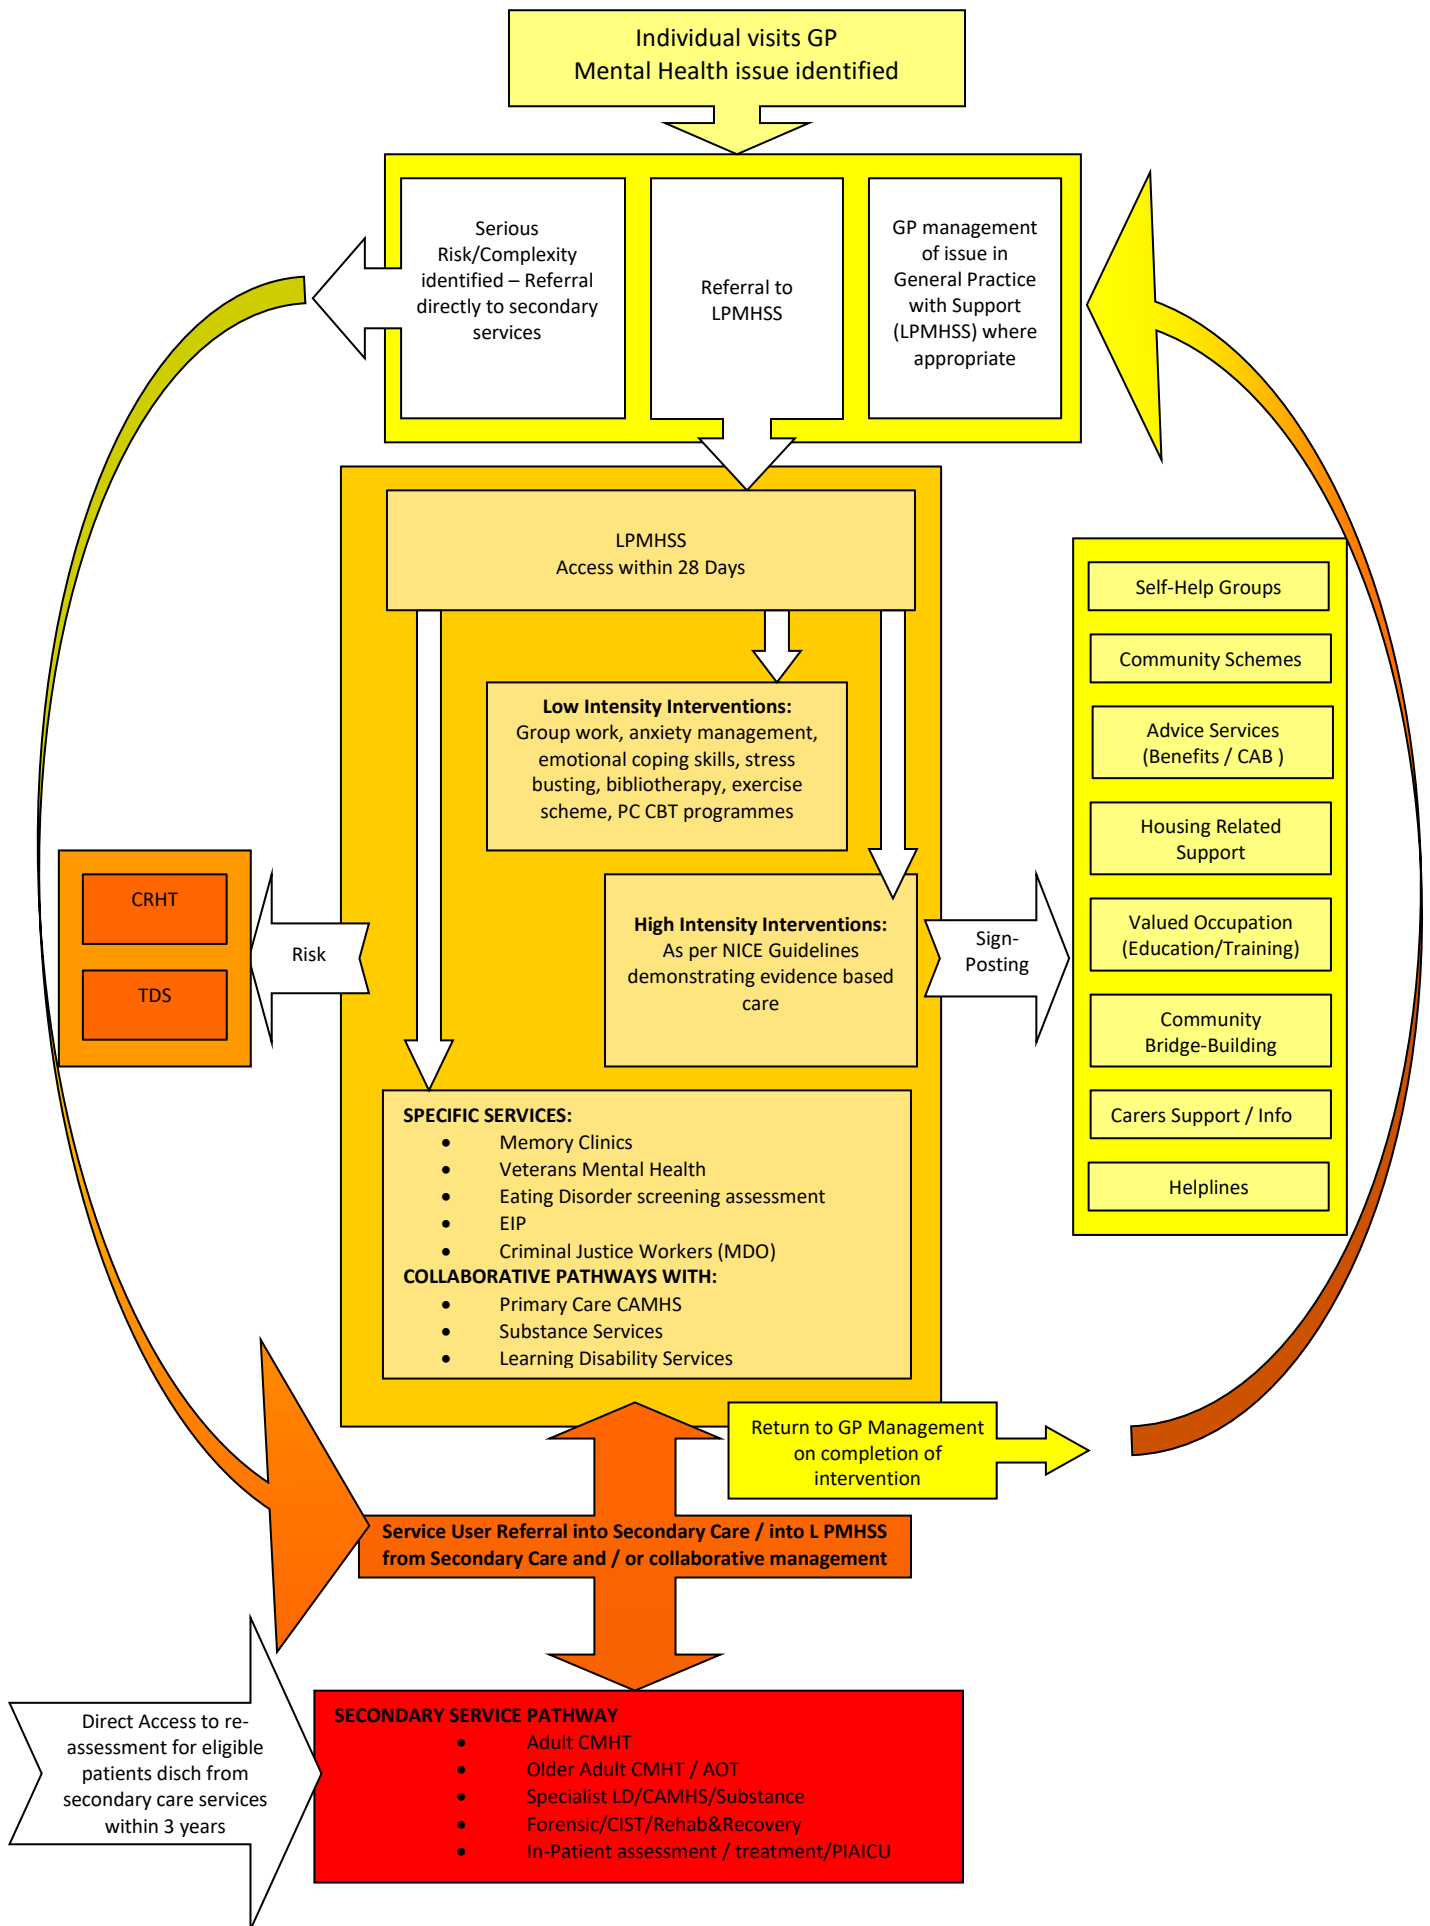 Individual visits GP
Mental Health issue identified
Serious
Risk/Complexity
identified – Referral
directly to secondary
services
Referral to
LPMHSS
GP management
of issue in
General Practice
with Support
(LPMHSS) where
appropriate
LPMHSS
Access within 28 Days
Low Intensity Interventions:
Group work, anxiety management,
emotional coping skills, stress
busting, bibliotherapy, exercise
scheme, PC CBT programmes
High Intensity Interventions:
As per NICE Guidelines
demonstrating evidence based
care
CRHT
TDS
Risk
Sign-
Posting
Self-Help Groups
Community Schemes
Advice Services
(Benefits / CAB )
Housing Related
Support
Valued Occupation
(Education/Training)
Community
Bridge-Building
Carers Support / Info
Helplines
SPECIFIC SERVICES:
• Memory Clinics
• Veterans Mental Health
• Eating Disorder screening assessment
• EIP
• Criminal Justice Workers (MDO)
COLLABORATIVE PATHWAYS WITH:
• Primary Care CAMHS
• Substance Services
• Learning Disability Services
Return to GP Management
on completion of
intervention
Service User Referral into Secondary Care / into L PMHSS
from Secondary Care and / or collaborative management
Direct Access to re-
assessment for eligible
patients disch from
secondary care services
within 3 years
SECONDARY SERVICE PATHWAY
• Adult CMHT
• Older Adult CMHT / AOT
• Specialist LD/CAMHS/Substance
• Forensic/CIST/Rehab&Recovery
• In-Patient assessment / treatment/PIAICU